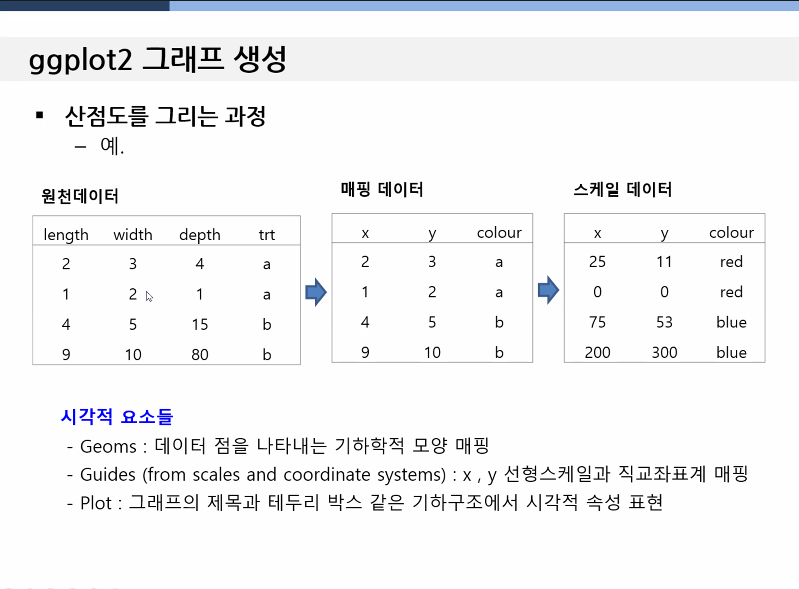 ggplot2 그래프 생성
▪ 산점도를 그리는 과정
– 예.
원천데이터
length width depth trt
2 3 4 a
1 2 1 a
4 5 15 b
9 10 80 b
매핑 데이터
x y colour
2 3 a
1 2 a
4 5 b
9 10 b
스케일 데이터
x y colour
25 11 red
0 0 red
75 53 blue
200 300 blue
시각적 요소들
- Geoms : 데이터 점을 나타내는 기하학적 모양 매핑
- Guides (from scales and coordinate systems) : x , y 선형스케일과 직교좌표계 매핑
- Plot : 그래프의 제목과 테두리 박스 같은 기하구조에서 시각적 속성 표현